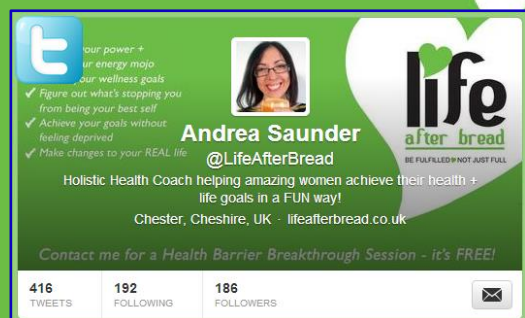 your power +
ur energy mojo
your wellness goals
✓ Figure out what's stopping you
from being your best self
✓ Achieve your goals without
feeling deprived
✓ Make changes to your REAL life
life
after bread
BE FULFILLED♥NOT JUST FULL
Andrea Saunder
@LifeAfterBread
Holistic Health Coach helping amazing women achieve their health +
life goals in a FUN way!
Chester, Cheshire, UK · lifeafterbread.co.uk
Contact me for a Health Barrier Breakthrough Session - it's FREE!
416
TWEETS
192
FOLLOWING
186
FOLLOWERS